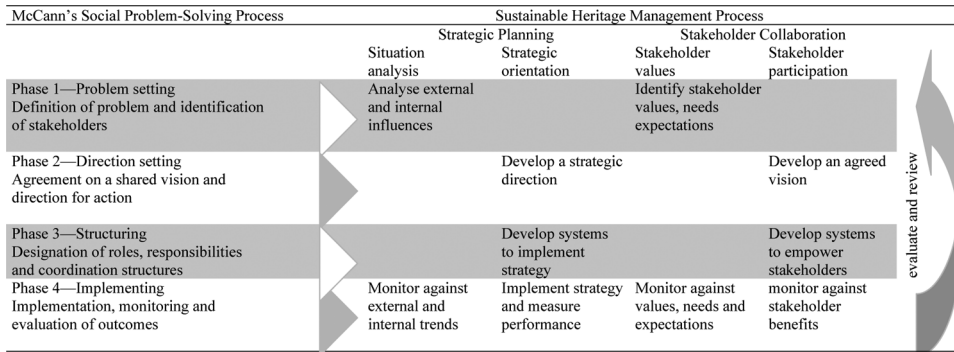 McCann's Social Problem-Solving Process
Sustainable Heritage Management Process
Strategic Planning
Stakeholder Collaboration
Situation analysis
Strategic orientation
Stakeholder values
Stakeholder participation
Phase 1—Problem setting
Definition of problem and identification
of stakeholders
Analyse external
and internal
influences
Identify stakeholder
values, needs
expectations
Phase 2—Direction setting
Agreement on a shared vision and
direction for action
Develop a strategic
direction
Develop an agreed
vision
Phase 3—Structuring
Designation of roles, responsibilities
and coordination structures
Develop systems
to implement
strategy
Develop systems
to empower
stakeholders
Phase 4—Implementing
Implementation, monitoring and
evaluation of outcomes
Monitor against
external and
internal trends
Implement strategy
and measure
performance
Monitor against
values, needs and
expectations
monitor against
stakeholder
benefits
evaluate and review